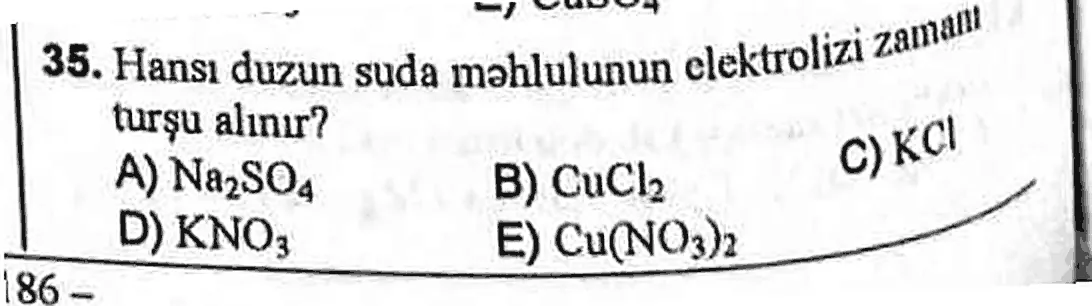 35. Hansı duzun suda məhlulunun elektrolizi zamanı
turşu alınır?
A) Na₂SO₄ B) CuCl₂ C) KCl
D) KNO₃ E) Cu(NO₃)₂
186 –